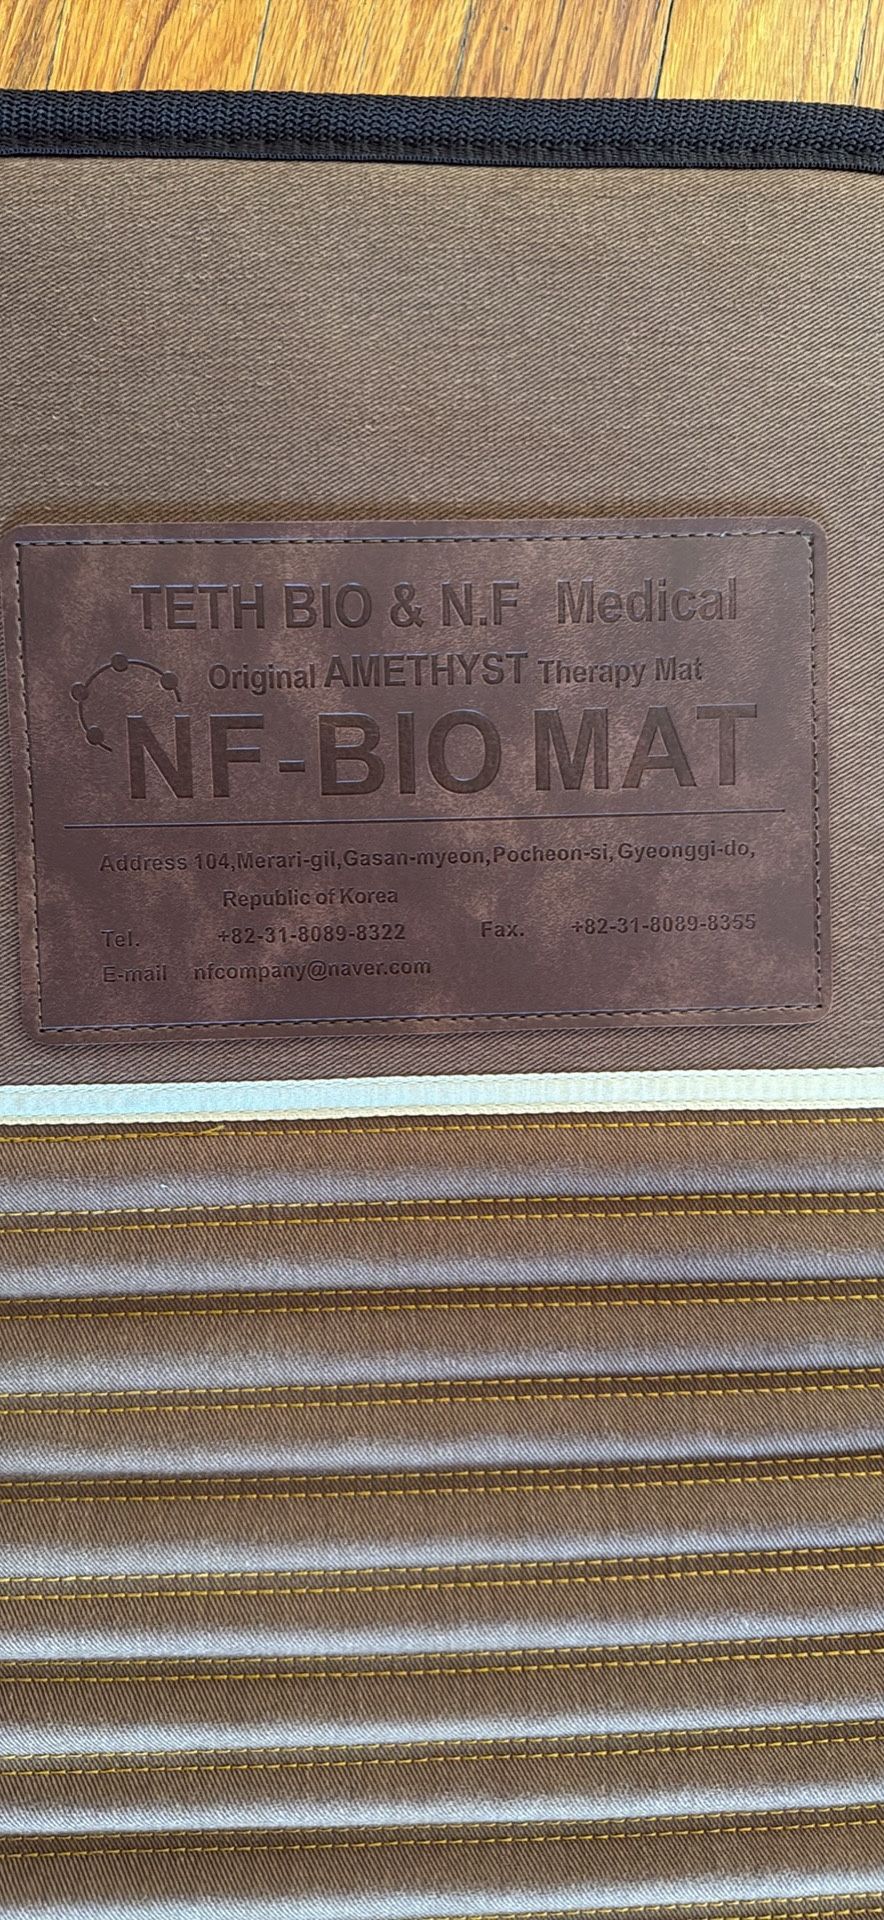 TETH BIO & N.F Medical
Original AMETHYST Therapy Mat
NF-BIO MAT
Address 104,Merari-gil,Gasan-myeon,Pocheon-si,Gyeonggi-do,
Republic of Korea
Tel. +82-31-8089-8322 Fax. +82-31-8089-8355
E-mail nfcompany@naver.com